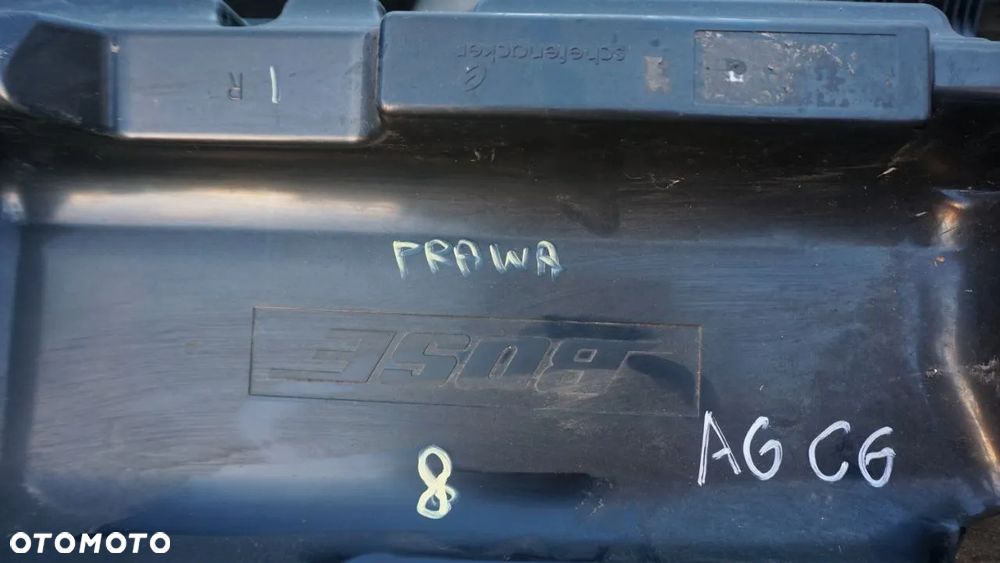 schefenacker
R
PRAWA
BOSE
AG CG
8
OTOMOTO